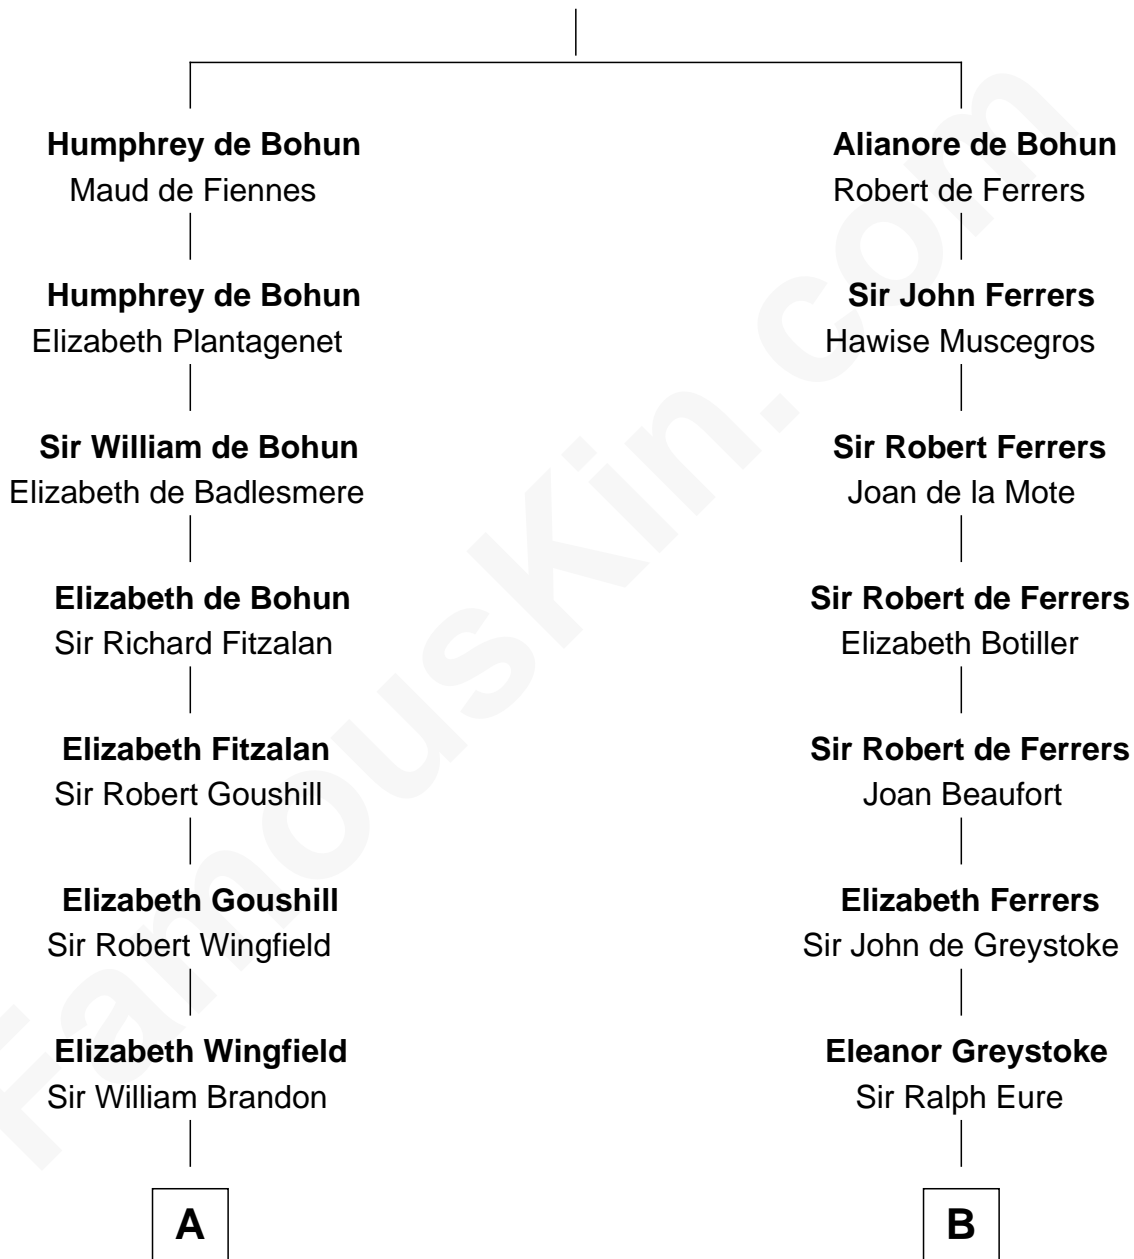 Humphrey de Bohun
Maud de Fiennes
Humphrey de Bohun
Elizabeth Plantagenet
Sir William de Bohun
Elizabeth de Badlesmere
Elizabeth de Bohun
Sir Richard Fitzalan
Elizabeth Fitzalan
Sir Robert Goushill
Elizabeth Goushill
Sir Robert Wingfield
Elizabeth Wingfield
Sir William Brandon
A
Alianore de Bohun
Robert de Ferrers
Sir John Ferrers
Hawise Muscegros
Sir Robert Ferrers
Joan de la Mote
Sir Robert de Ferrers
Elizabeth Botiller
Sir Robert de Ferrers
Joan Beaufort
Elizabeth Ferrers
Sir John de Greystoke
Eleanor Greystoke
Sir Ralph Eure
B
FamousKin.com